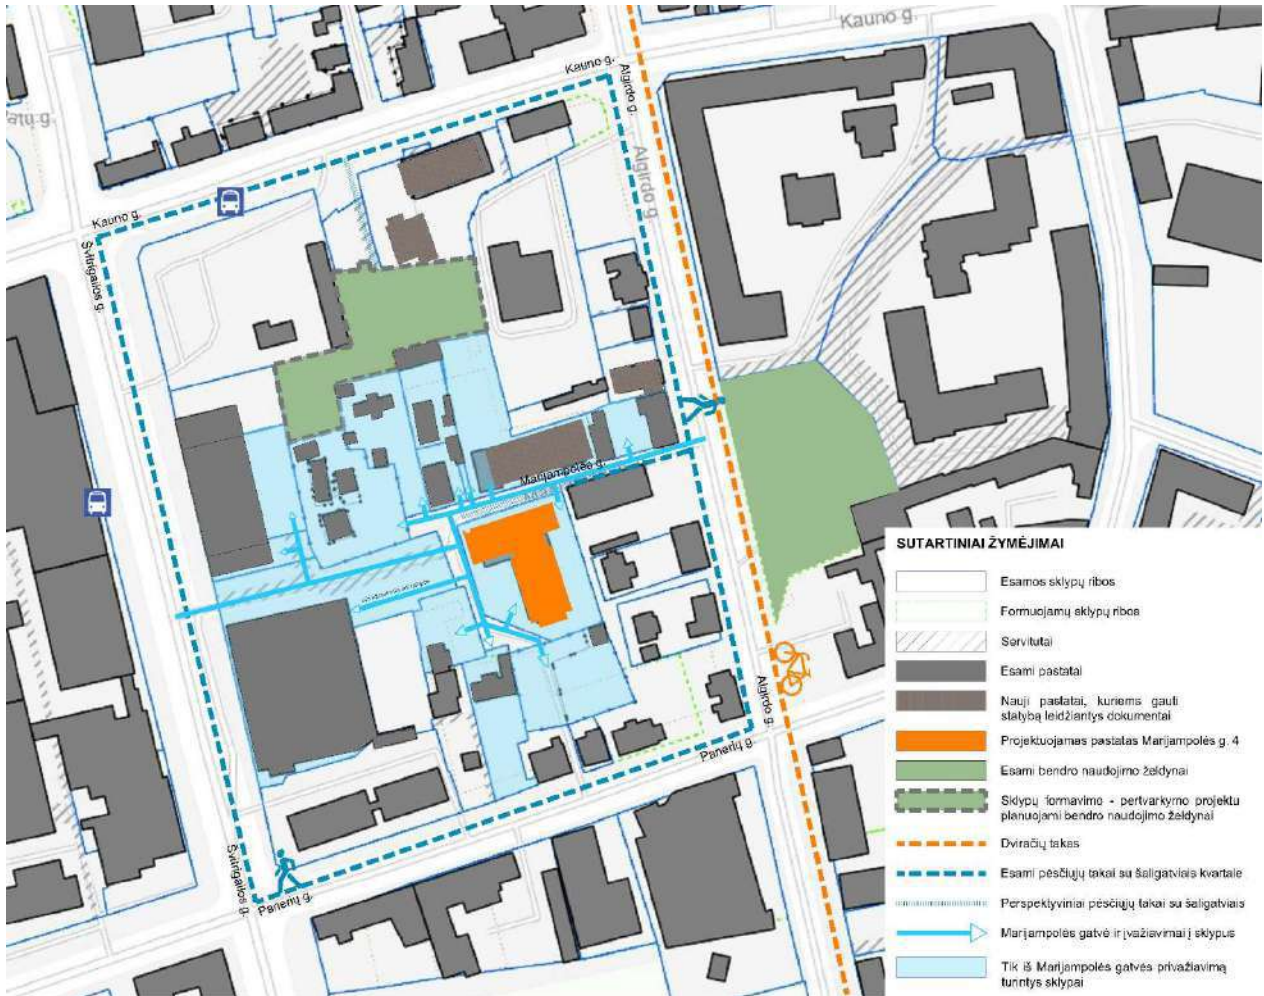 Kauno g.
Kauno g.
Algirdo g.
Algirdo g.
Kauno g.
Švitrigailos g.
Marijampolės g.
Algirdo g.
Panerių g.
Švitrigailos g.
Panerių g.
SUTARTINIAI ŽYMĖJIMAI
Esamos sklypų ribos
Formuojamų sklypų ribos
Servitutai
Esami pastatai
Nauji pastatai, kuriems gauti
statybą leidžiantys dokumentai
Projektuojamas pastatas Marijampolės g. 4
Esami bendro naudojimo želdynai
Sklypų formavimo - pertvarkymo projektu
planuojami bendro naudojimo želdynai
Dviračių takas
Esami pėsčiųjų takai su šaligatviais kvartale
Perspektyviniai pėsčiųjų takai su šaligatviais
Marijampolės gatvė ir įvažiavimai į sklypus
Tik iš Marijampolės gatvės privažiavimą
turintys sklypai